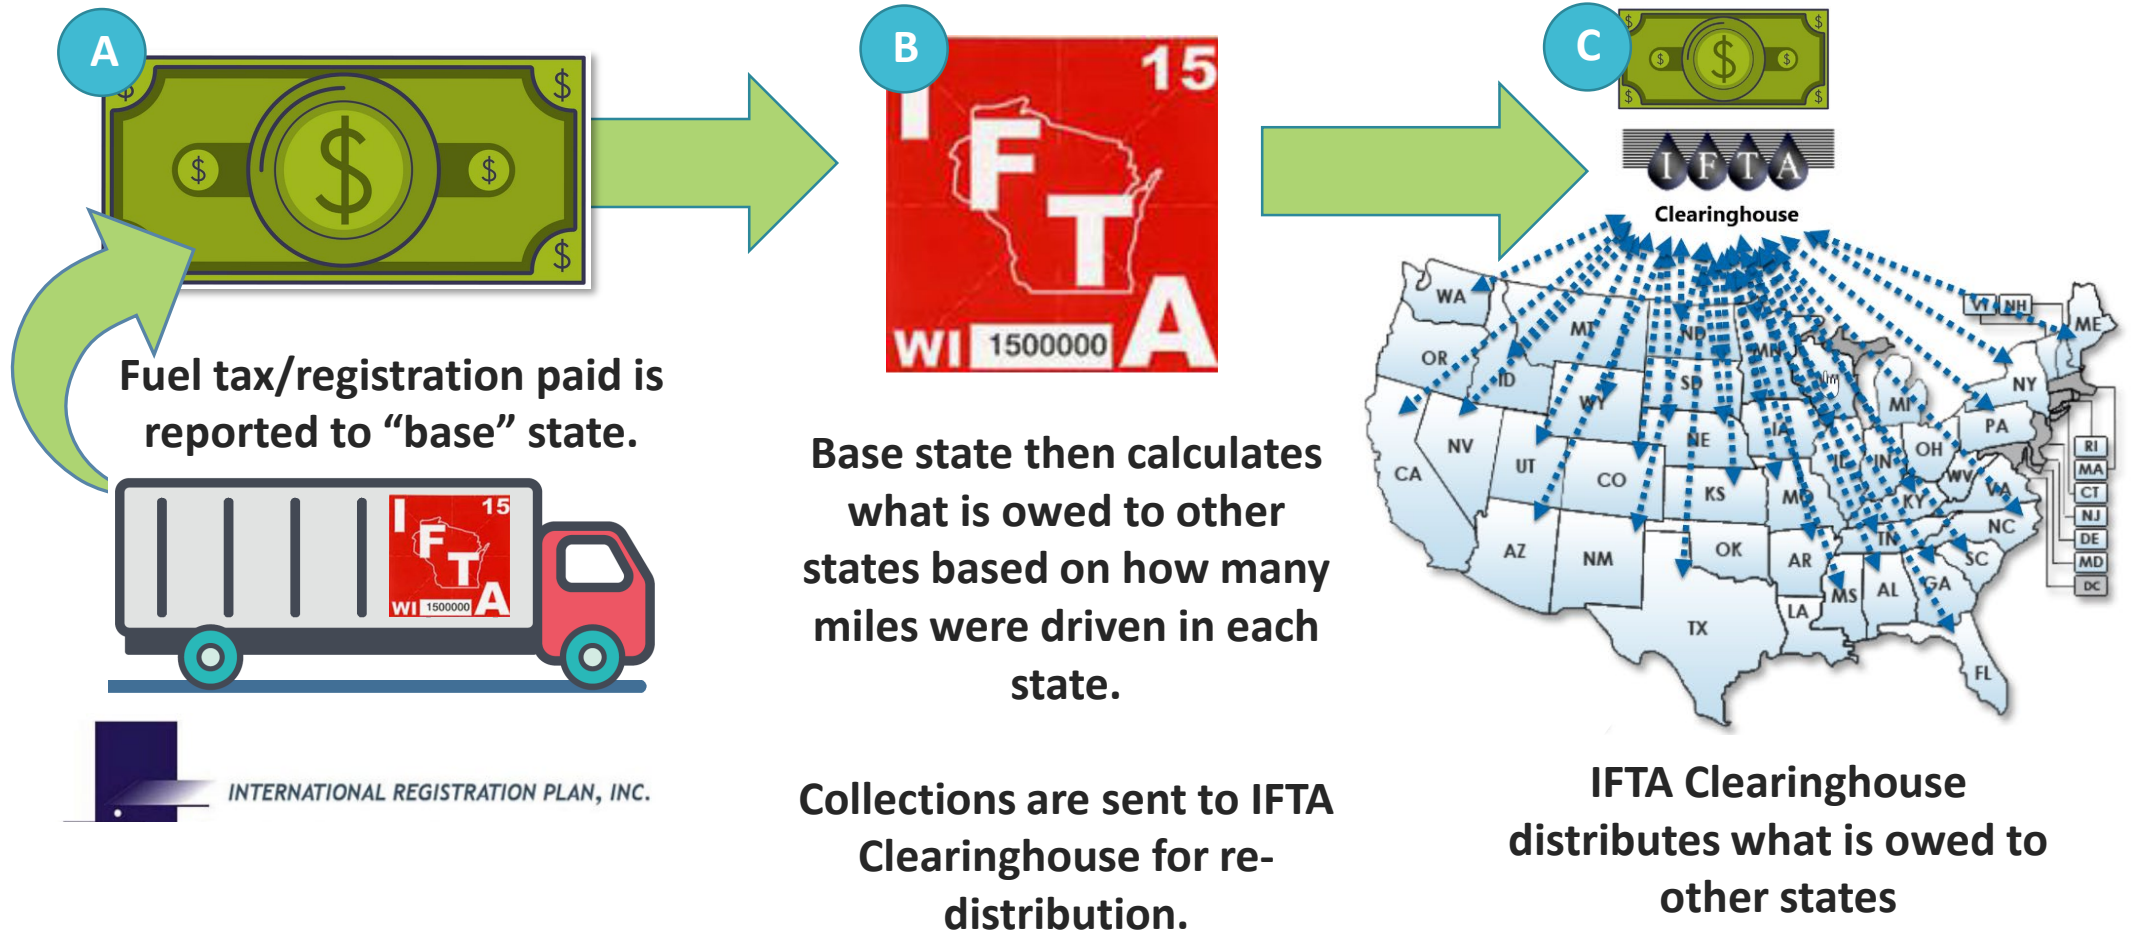 A
$
$
$
$
$
Fuel tax/registration paid is
reported to “base” state.
I
15
F
T
WI
1500000
A
INTERNATIONAL REGISTRATION PLAN, INC.
B
I
15
F
T
WI
1500000
A
Base state then calculates
what is owed to other
states based on how many
miles were driven in each
state.
Collections are sent to IFTA
Clearinghouse for re-
distribution.
C
$
$
$
$
$
$
$
IFTA
Clearinghouse
WA
OR
CA
NV
ID
MT
WY
UT
CO
AZ
NM
ND
SD
NE
KS
OK
TX
MN
IA
MO
AR
LA
MI
IL
IN
OH
KY
TN
MS
AL
GA
FL
SC
NC
VA
WV
PA
NY
VT
NH
ME
RI
MA
CT
NJ
DE
MD
DC
IFTA Clearinghouse
distributes what is owed to
other states